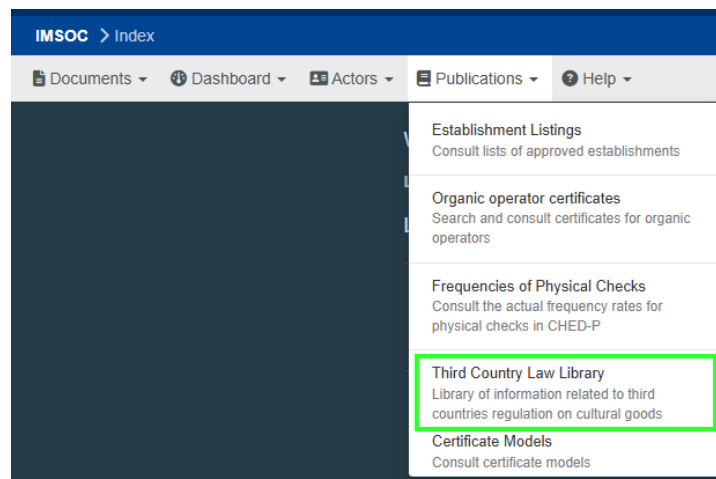 IMSOC > Index
Documents Dashboard Actors Publications Help
Establishment Listings
Consult lists of approved establishments
Organic operator certificates
Search and consult certificates for organic
operators
Frequencies of Physical Checks
Consult the actual frequency rates for
physical checks in CHED-P
Third Country Law Library
Library of information related to third
countries regulation on cultural goods
Certificate Models
Consult certificate models